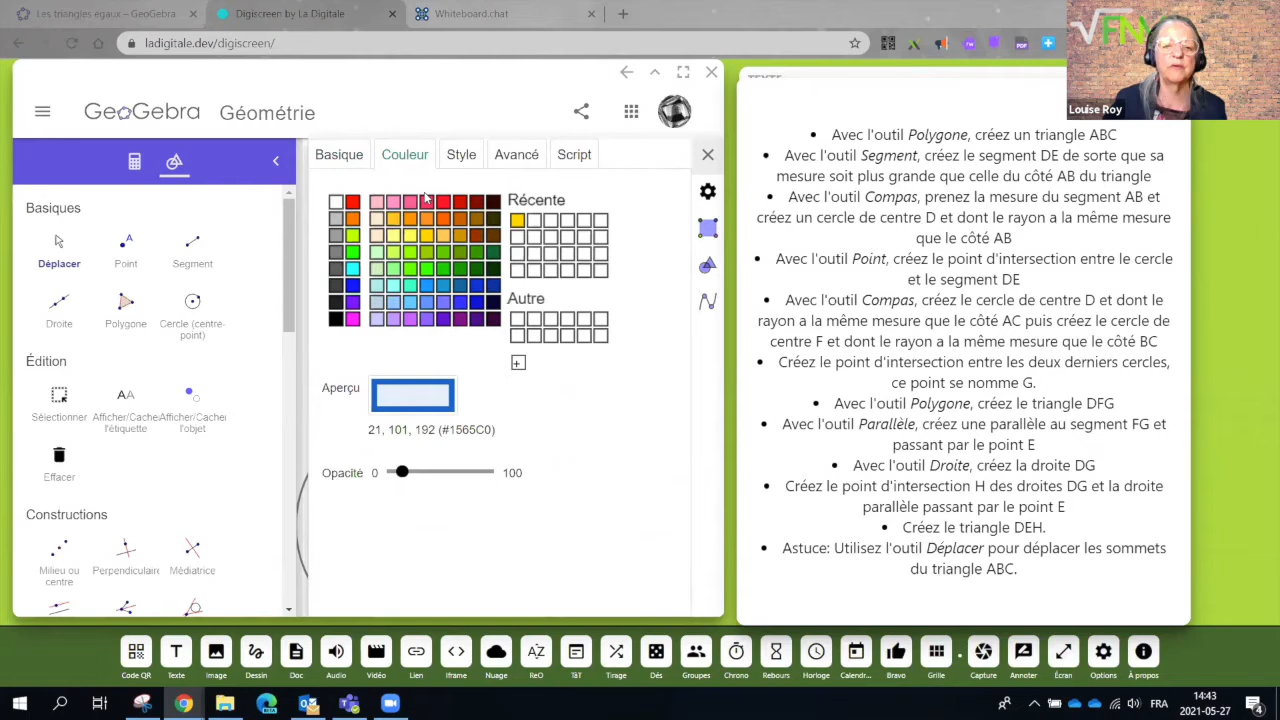 Les triangles — GeoGebra
Digiscreen by La Digitale
Whiteboard.chat
ladigitale.dev/digiscreen/
Louise Roy
GeoGebra Géométrie
Basiques
Déplacer
Point
Segment
Droite
Polygone
Cercle (centre-point)
Édition
Sélectionner
Afficher/Cacher l'étiquette
Afficher/Cacher l'objet
Effacer
Constructions
Milieu ou centre
Perpendiculaire
Médiatrice
Basique
Couleur
Style
Avancé
Script
Récente
Autre
Aperçu
21, 101, 192 (#1565C0)
Opacité 0 100
• Avec l'outil Polygone, créez un triangle ABC
• Avec l'outil Segment, créez le segment DE de sorte que sa
mesure soit plus grande que celle du côté AB du triangle
• Avec l'outil Compas, prenez la mesure du segment AB et
créez un cercle de centre D et dont le rayon a la même mesure
que le côté AB
• Avec l'outil Point, créez le point d'intersection entre le cercle
et le segment DE
• Avec l'outil Compas, créez le cercle de centre D et dont le
rayon a la même mesure que le côté AC puis créez le cercle de
centre F et dont le rayon a la même mesure que le côté BC
• Créez le point d'intersection entre les deux derniers cercles,
ce point se nomme G.
• Avec l'outil Polygone, créez le triangle DFG
• Avec l'outil Parallèle, créez une parallèle au segment FG et
passant par le point E
• Avec l'outil Droite, créez la droite DG
• Créez le point d'intersection H des droites DG et la droite
parallèle passant par le point E
• Créez le triangle DEH.
• Astuce: Utilisez l'outil Déplacer pour déplacer les sommets
du triangle ABC.
Code QR
Texte
Image
Dessin
Doc
Audio
Vidéo
Lien
Iframe
Nuage
ReO
TàT
Tirage
Dés
Groupes
Chrono
Rebours
Horloge
Calendr...
Bravo
Grille
Capture
Annoter
Écran
Options
À propos
FRA
14:43
2021-05-27
4